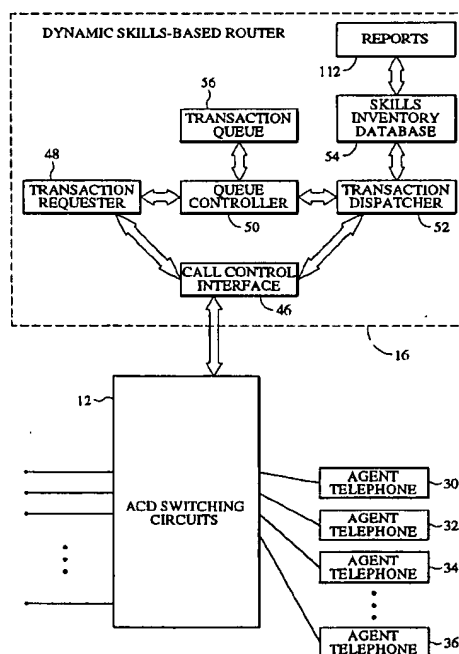 DYNAMIC SKILLS-BASED ROUTER
REPORTS
112
56
TRANSACTION
QUEUE
SKILLS
INVENTORY
DATABASE
54
48
TRANSACTION
REQUESTER
QUEUE
CONTROLLER
50
TRANSACTION
DISPATCHER
52
CALL CONTROL
INTERFACE
46
16
12
ACD SWITCHING
CIRCUITS
AGENT
TELEPHONE
30
AGENT
TELEPHONE
32
AGENT
TELEPHONE
34
AGENT
TELEPHONE
36